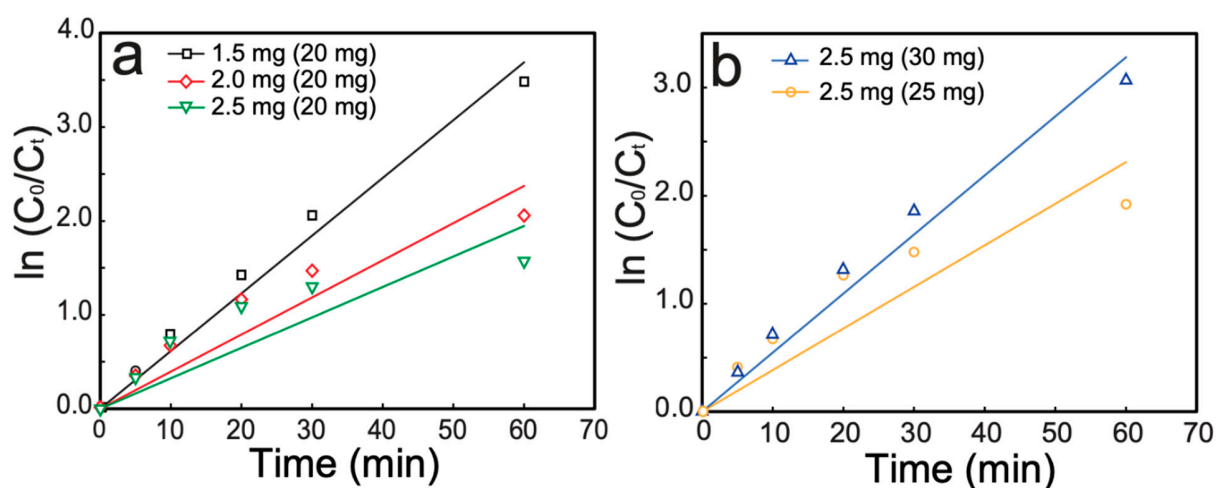 a
1.5 mg (20 mg)
2.0 mg (20 mg)
2.5 mg (20 mg)
ln (C₀/Cₜ)
4.0
3.0
2.0
1.0
0.0
0 10 20 30 40 50 60 70
Time (min)
b
2.5 mg (30 mg)
2.5 mg (25 mg)
ln (C₀/Cₜ)
3.0
2.0
1.0
0.0
0 10 20 30 40 50 60 70
Time (min)